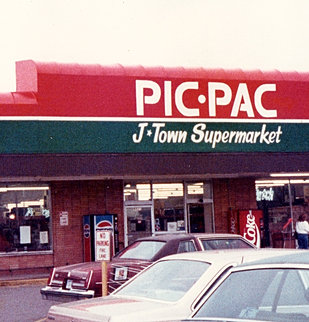 PIC·PAC
J★Town Supermarket
NO
PARKING
FIRE LANE
Coke